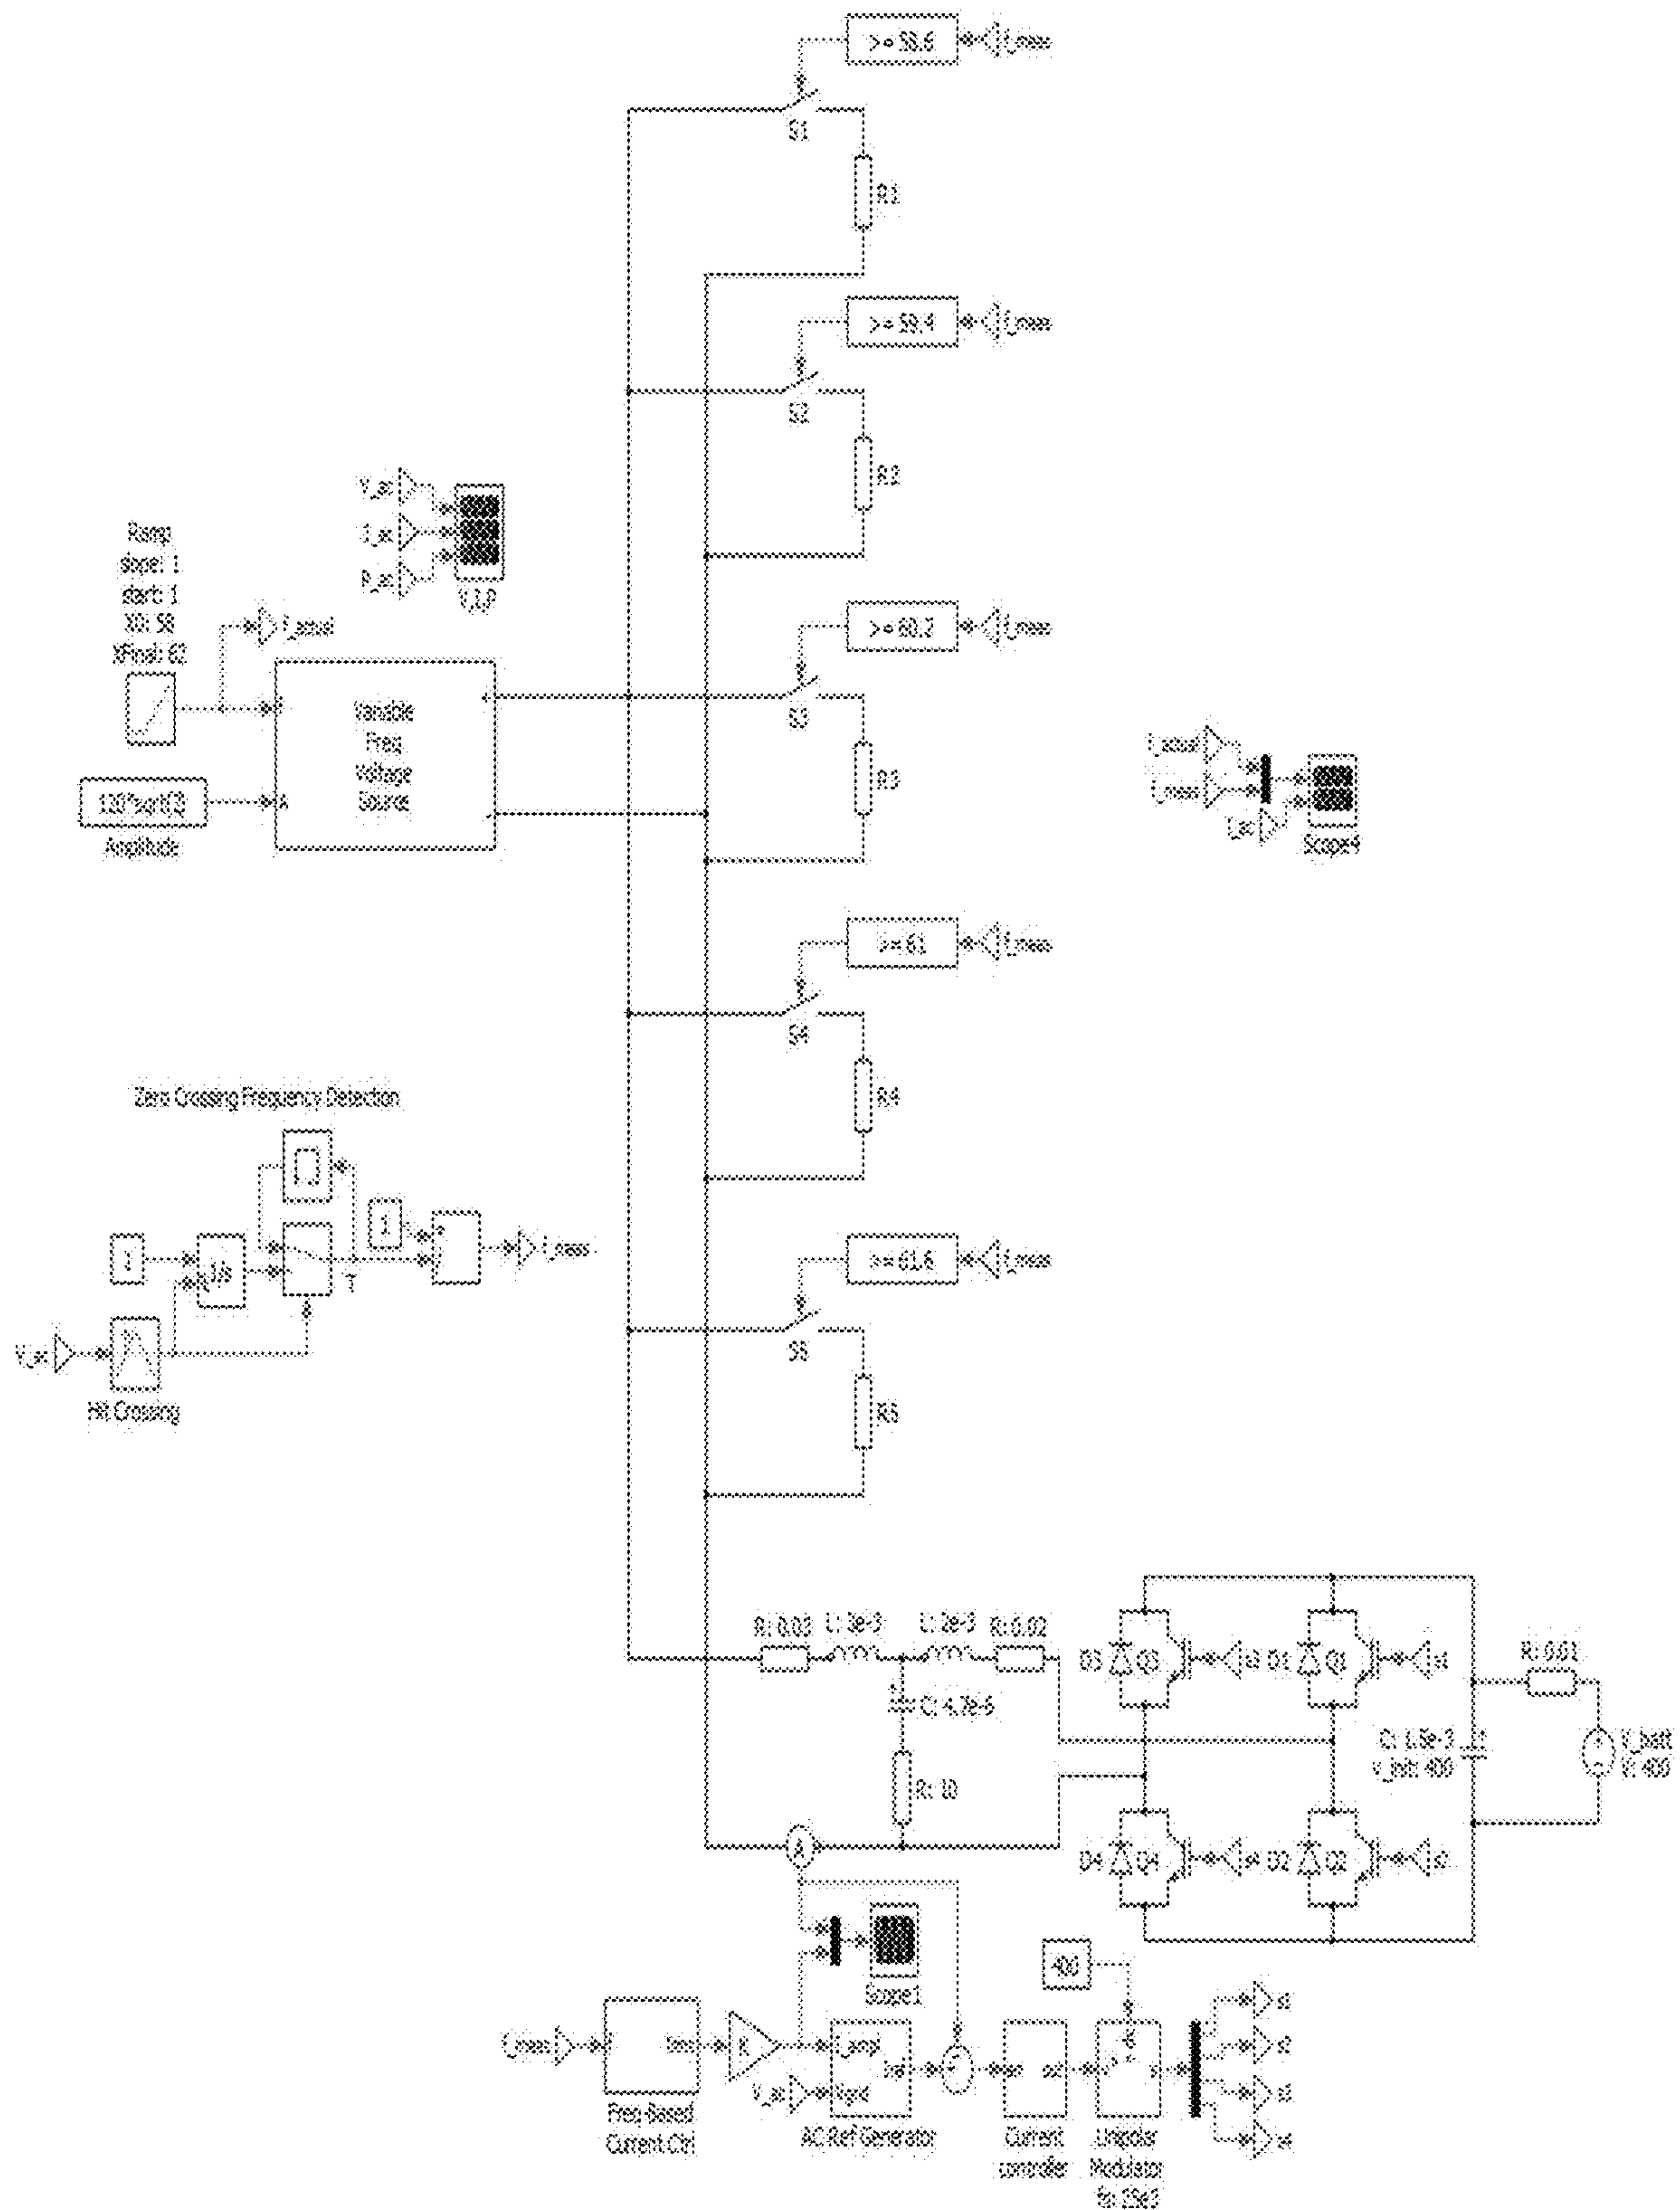 >= 58.6
f_meas
S1
R1
>= 59.4
f_meas
S2
R2
V_ac
I_ac
P_ac
V_I_P
Ramp
slope: 1
start: 1
X0: 58
XFinal: 62
f_actual
>= 60.2
f_meas
Variable
Freq
Voltage
Source
S3
R3
A
Amplitude
f_actual
f_meas
I_ac
Scope4
>= 61
f_meas
S4
R4
Zero Crossing Frequency Detection
1
1
1/s
T
f_meas
V_ac
Hit Crossing
>= 61.6
f_meas
S5
R5
R: 0.03
L: 3e-3
L: 2e-3
R: 0.02
C: 4.7e-6
R: 10
A
D3
Q3
s3
D1
Q1
s1
R: 0.01
C: 1.5e-3
v_init: 400
V_batt
V: 400
D4
Q4
s4
D2
Q2
s2
Scope1
400
f_meas
f
Freq-Based
Current Ctrl
K
I_ampl
V_ac
Vgrid
AC Ref Generator
Current
controller
Unipolar
Modulator
fs: 25e3
s1
s2
s3
s4